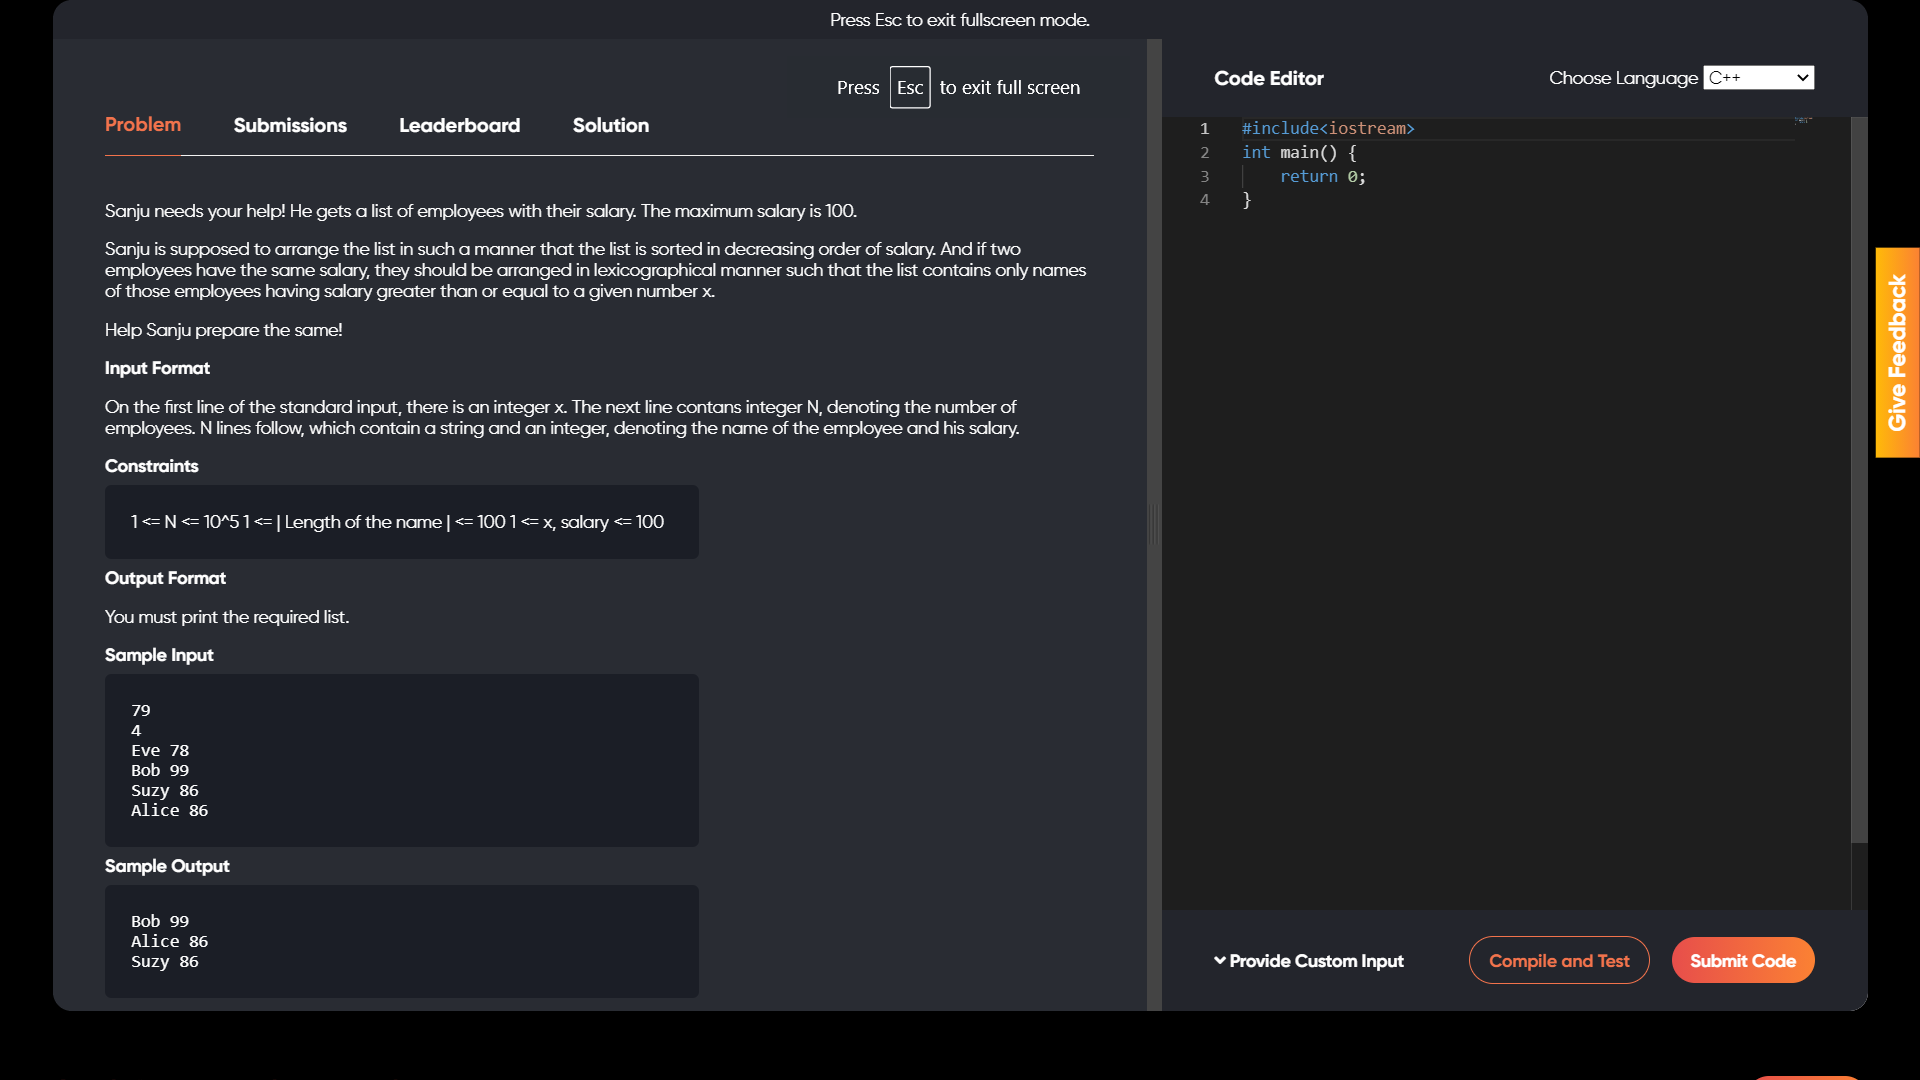 Press Esc to exit fullscreen mode.
Press Esc to exit full screen
Problem Submissions Leaderboard Solution
Sanju needs your help! He gets a list of employees with their salary. The maximum salary is 100.
Sanju is supposed to arrange the list in such a manner that the list is sorted in decreasing order of salary. And if two
employees have the same salary, they should be arranged in lexicographical manner such that the list contains only names
of those employees having salary greater than or equal to a given number x.
Help Sanju prepare the same!
Input Format
On the first line of the standard input, there is an integer x. The next line contans integer N, denoting the number of
employees. N lines follow, which contain a string and an integer, denoting the name of the employee and his salary.
Constraints
1 <= N <= 10^5 1 <= | Length of the name | <= 100 1 <= x, salary <= 100
Output Format
You must print the required list.
Sample Input
79
4
Eve 78
Bob 99
Suzy 86
Alice 86
Sample Output
Bob 99
Alice 86
Suzy 86
Code Editor
Choose Language C++
1 #include<iostream>
2 int main() {
3 return 0;
4 }
Provide Custom Input
Compile and Test
Submit Code
Give Feedback